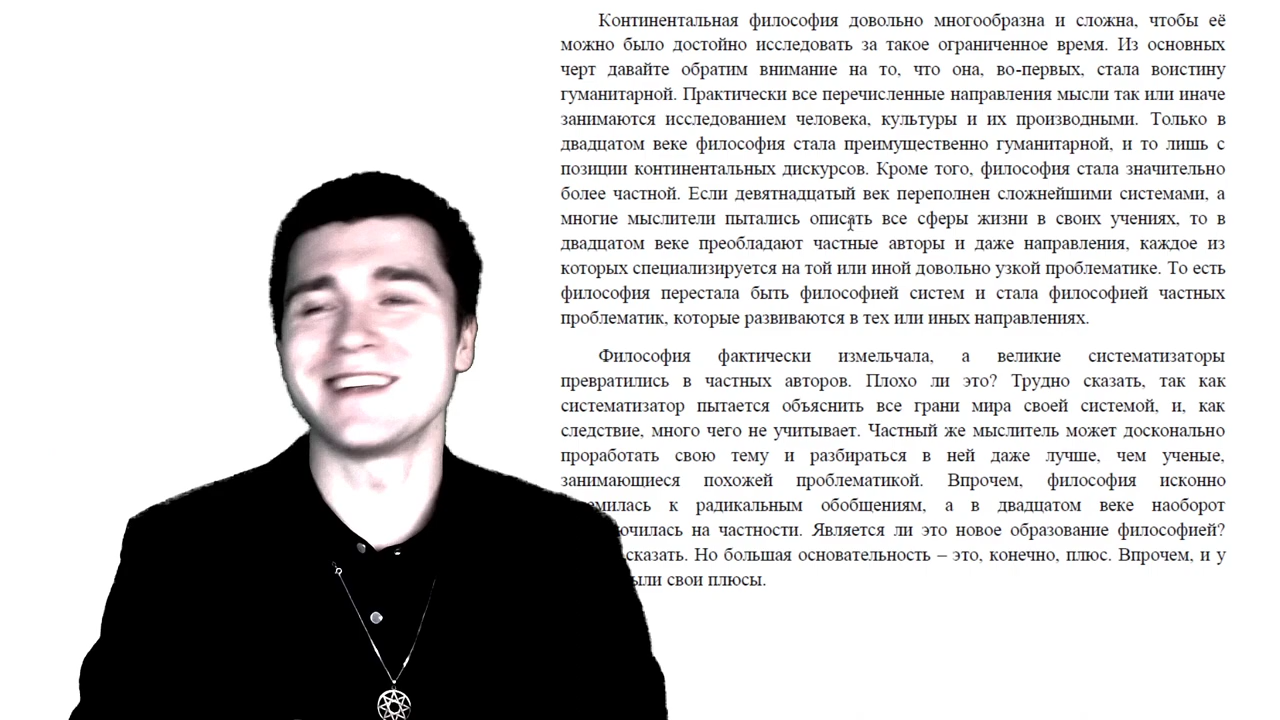 Континентальная философия довольно многообразна и сложна, чтобы её
можно было достойно исследовать за такое ограниченное время. Из основных
черт давайте обратим внимание на то, что она, во-первых, стала воистину
гуманитарной. Практически все перечисленные направления мысли так или иначе
занимаются исследованием человека, культуры и их производными. Только в
двадцатом веке философия стала преимущественно гуманитарной, и то лишь с
позиции континентальных дискурсов. Кроме того, философия стала значительно
более частной. Если девятнадцатый век переполнен сложнейшими системами, а
многие мыслители пытались описать все сферы жизни в своих учениях, то в
двадцатом веке преобладают частные авторы и даже направления, каждое из
которых специализируется на той или иной довольно узкой проблематике. То есть
философия перестала быть философией систем и стала философией частных
проблематик, которые развиваются в тех или иных направлениях.
Философия фактически измельчала, а великие систематизаторы
превратились в частных авторов. Плохо ли это? Трудно сказать, так как
систематизатор пытается объяснить все грани мира своей системой, и, как
следствие, много чего не учитывает. Частный же мыслитель может досконально
проработать свою тему и разбираться в ней даже лучше, чем ученые,
занимающиеся похожей проблематикой. Впрочем, философия исконно
к радикальным обобщениям, а в двадцатом веке наоборот
на частности. Является ли это новое образование философией?
сказать. Но большая основательность – это, конечно, плюс. Впрочем, и у
свои плюсы.